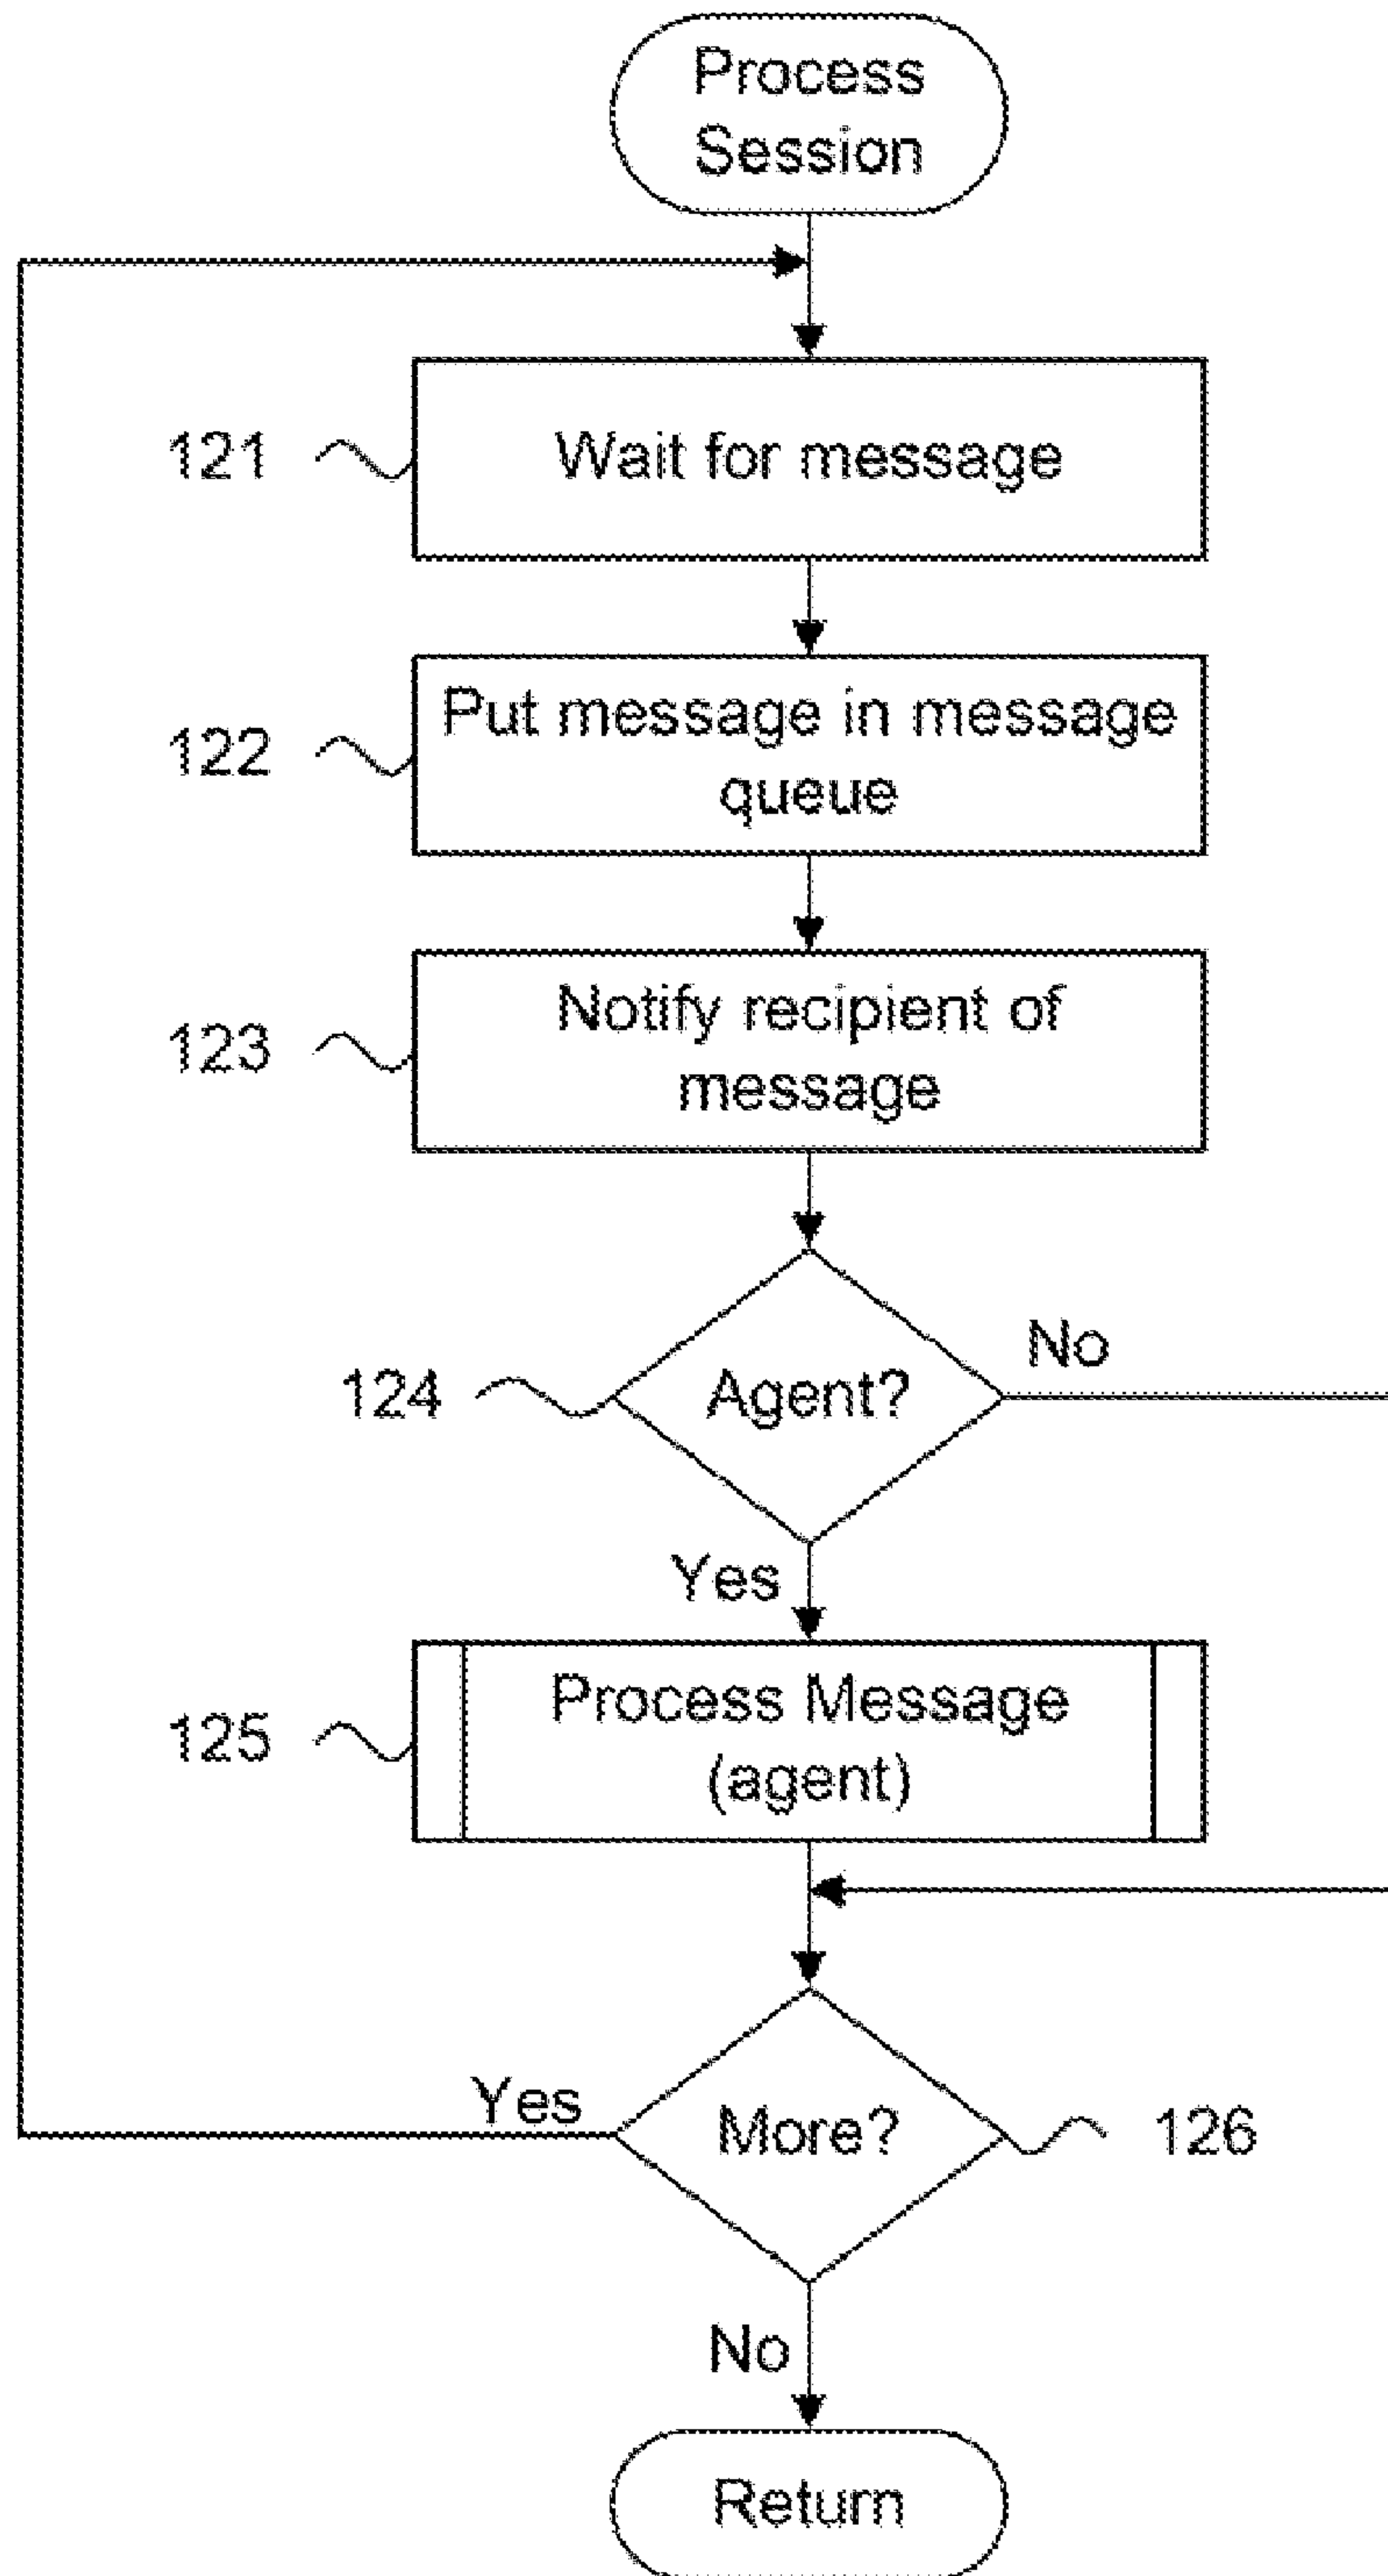 Process
Session
121
Wait for message
122
Put message in message
queue
123
Notify recipient of
message
124
Agent?
No
Yes
125
Process Message
(agent)
Yes
More?
126
No
Return